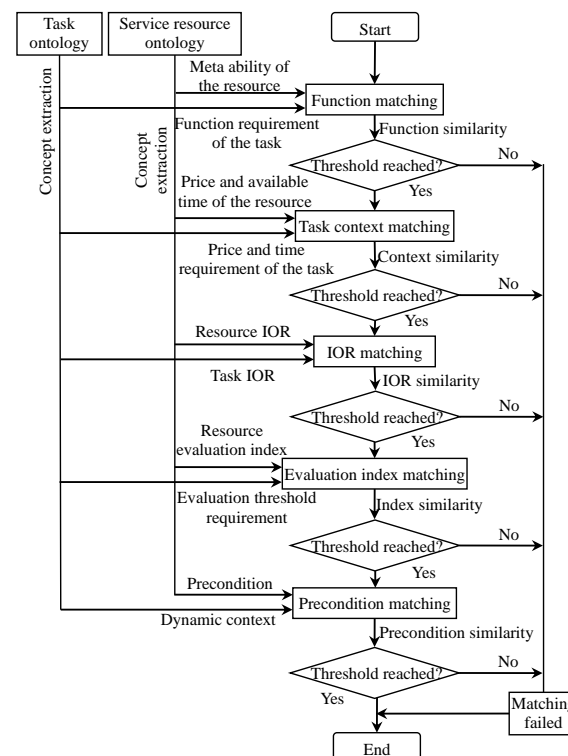 Task
ontology
Service resource
ontology
Start
Concept extraction
Concept
extraction
Meta ability of
the resource
Function matching
Function requirement
of the task
Function similarity
Threshold reached?
No
Yes
Price and available
time of the resource
Task context matching
Price and time
requirement of the task
Context similarity
Threshold reached?
No
Yes
Resource IOR
IOR matching
Task IOR
IOR similarity
Threshold reached?
No
Yes
Resource
evaluation index
Evaluation index matching
Evaluation threshold
requirement
Index similarity
Threshold reached?
No
Yes
Precondition
Precondition matching
Dynamic context
Precondition similarity
Threshold reached?
No
Yes
Matching
failed
End